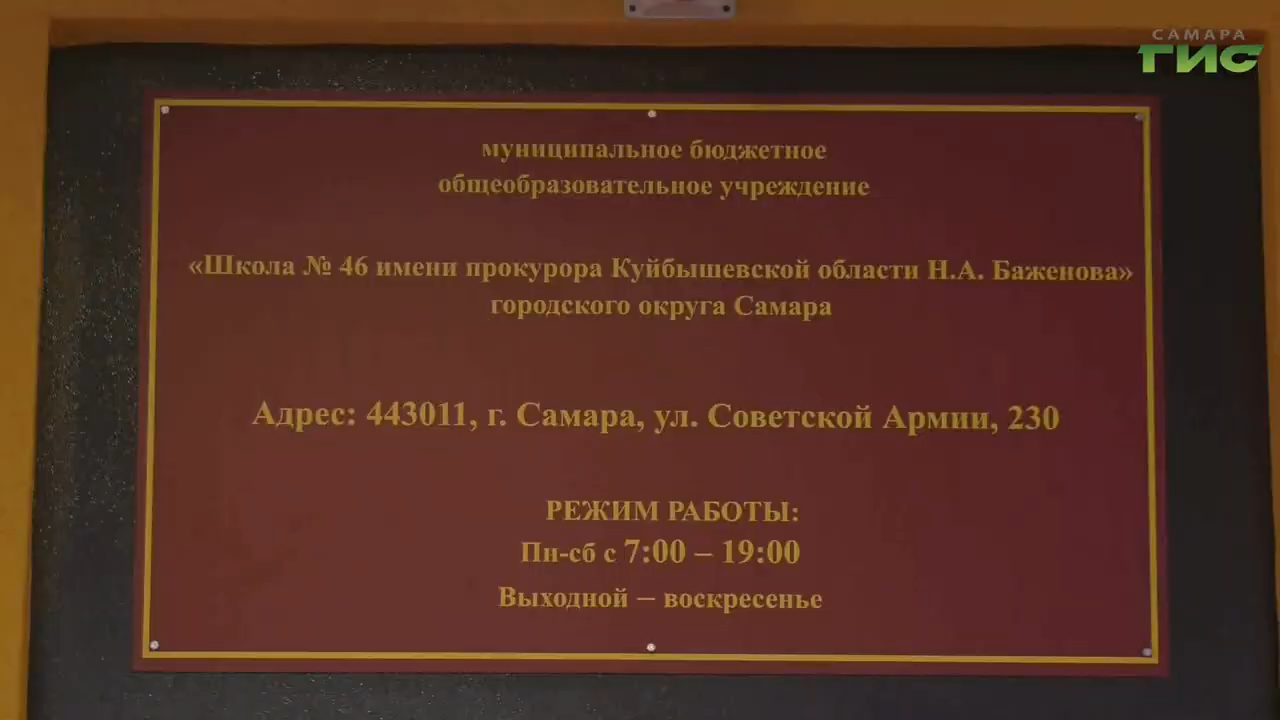 САМАРА
ГИС
муниципальное бюджетное
общеобразовательное учреждение
«Школа № 46 имени прокурора Куйбышевской области Н.А. Баженова»
городского округа Самара
Адрес: 443011, г. Самара, ул. Советской Армии, 230
РЕЖИМ РАБОТЫ:
Пн-сб с 7:00 – 19:00
Выходной – воскресенье